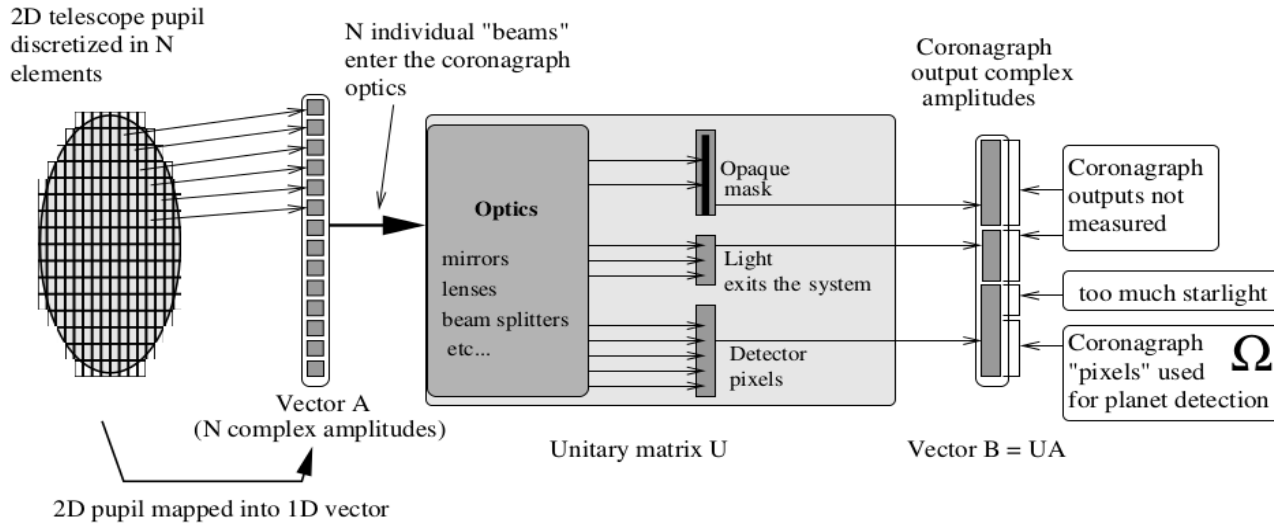 2D telescope pupil
discretized in N
elements
N individual "beams"
enter the coronagraph
optics
Coronagraph
output complex
amplitudes
Optics
mirrors
lenses
beam splitters
etc...
Opaque
mask
Light
exits the system
Detector
pixels
Coronagraph
outputs not
measured
too much starlight
Coronagraph Ω
"pixels" used
for planet detection
Vector A
(N complex amplitudes)
Unitary matrix U
Vector B = UA
2D pupil mapped into 1D vector